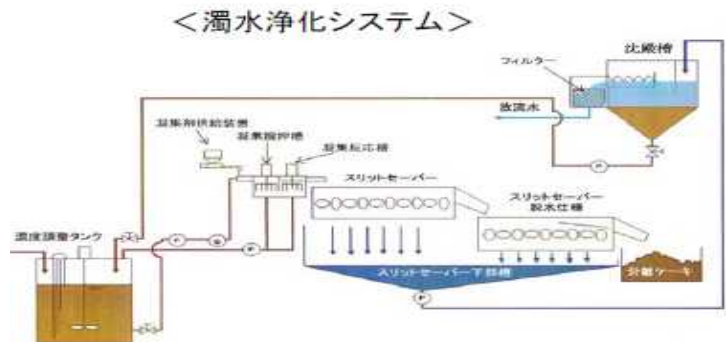 ＜濁水浄化システム＞
沈殿槽
フィルター
放流水
凝集剤供給装置
凝集撹拌槽
凝集反応槽
スリットセーバー
スリットセーバー
脱水仕様
濃度調整タンク
スリットセーバー下部槽
分離ケーキ
P
P
P